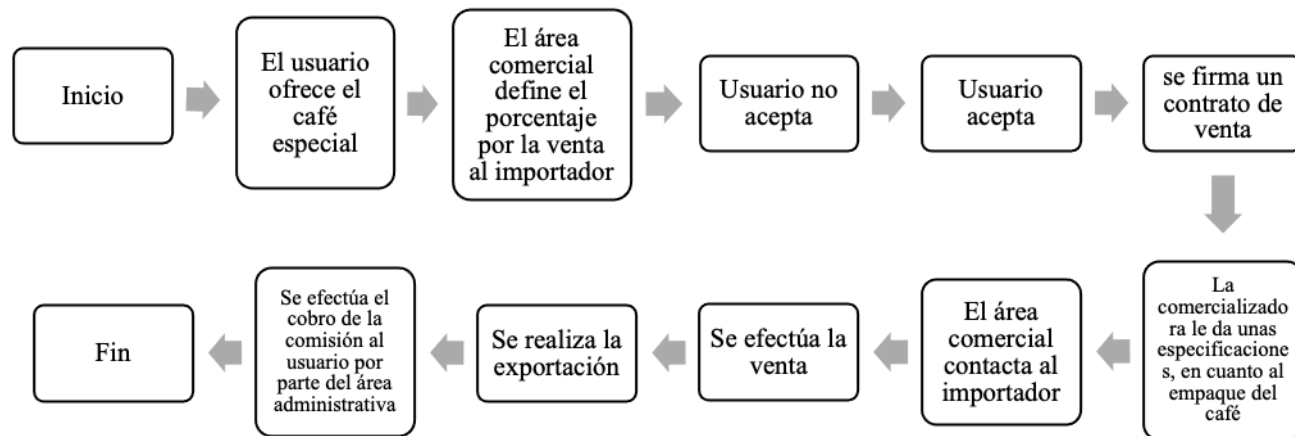 Inicio
El usuario
ofrece el
café
especial
El área
comercial
define el
porcentaje
por la venta
al importador
Usuario no
acepta
Usuario
acepta
se firma un
contrato de
venta
La
comercializado
ra le da unas
especificacione
s, en cuanto al
empaque del
café
El área
comercial
contacta al
importador
Se efectúa la
venta
Se realiza la
exportación
Se efectúa el
cobro de la
comisión al
usuario por
parte del área
administrativa
Fin